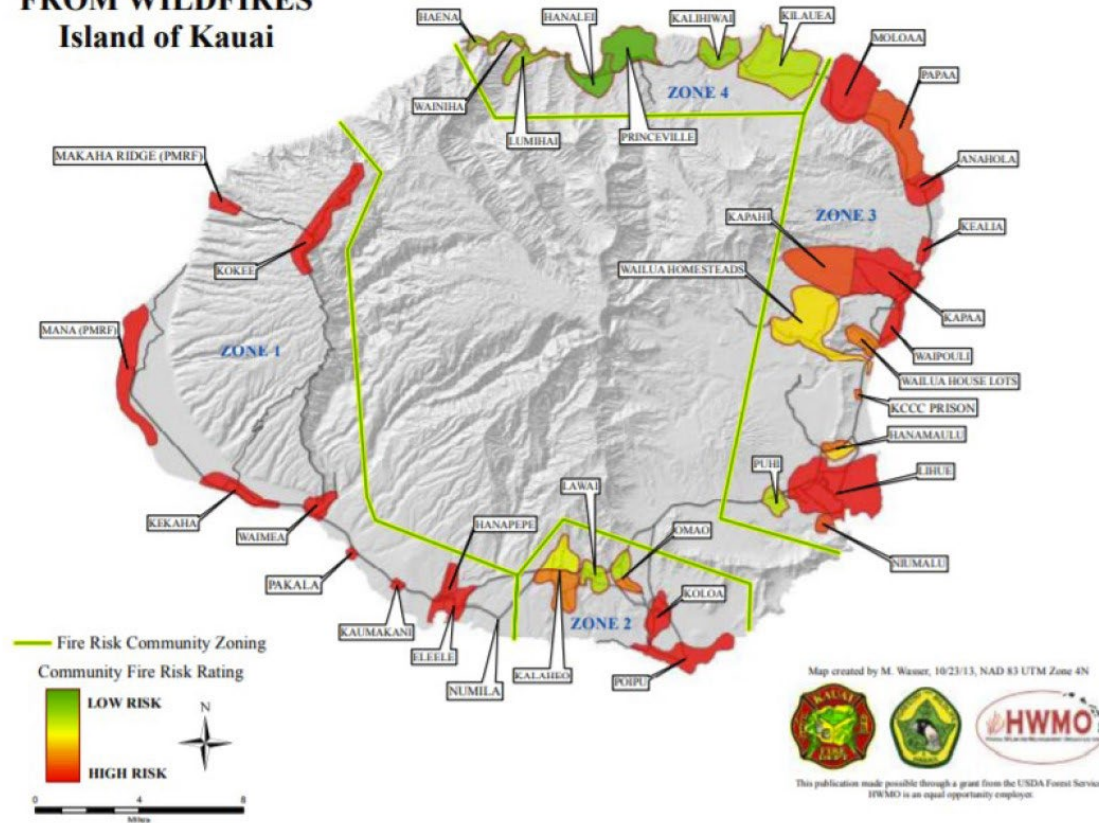 FROM WILDFIRES
Island of Kauai
HAENA
HANALEI
KALIHIWAI
KILAUEA
MOLOAA
PAPAA
WAINIHA
ZONE 4
LUMIHAI
PRINCEVILLE
MAKAHA RIDGE (PMRF)
ANAHOLA
KAPAHI
ZONE 3
KEALIA
KOKEE
WAILUA HOMESTEADS
MANA (PMRF)
KAPAA
ZONE 1
WAIPOULI
WAILUA HOUSE LOTS
KCCC PRISON
HANAMAULU
PUHI
LIHUE
LAWAI
KEKAHA
WAIMEA
HANAPEPE
OMAO
NIUMALU
PAKALA
KOLOA
ZONE 2
KAUMAKANI
ELEELE
KALAHEO
POIPU
NUMILA
Fire Risk Community Zoning
Community Fire Risk Rating
LOW RISK
HIGH RISK
N
0 4 8
Miles
Map created by M. Wasser, 10/23/13, NAD 83 UTM Zone 4N
KAUAI
FIRE
DEPT
HWMO
This publication made possible through a grant from the USDA Forest Service
HWMO is an equal opportunity employer.